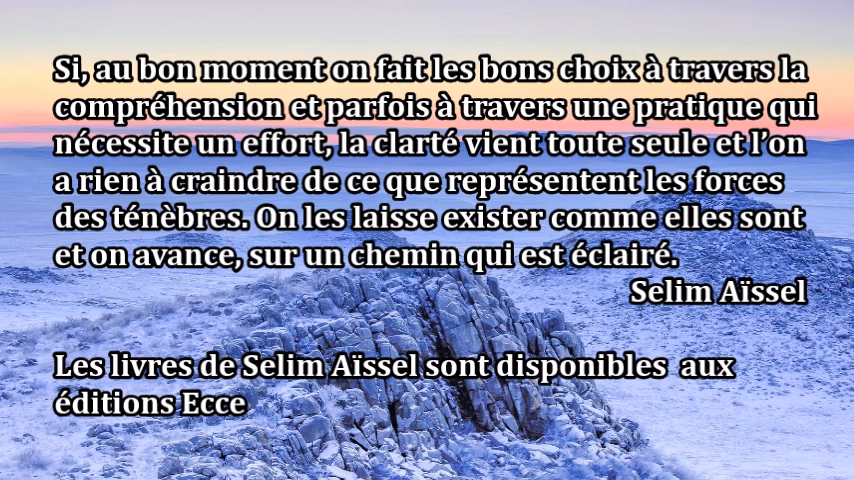 Si, au bon moment on fait les bons choix à travers la
compréhension et parfois à travers une pratique qui
nécessite un effort, la clarté vient toute seule et l’on
a rien à craindre de ce que représentent les forces
des ténèbres. On les laisse exister comme elles sont
et on avance, sur un chemin qui est éclairé.
Selim Aïssel
Les livres de Selim Aïssel sont disponibles aux
éditions Ecce